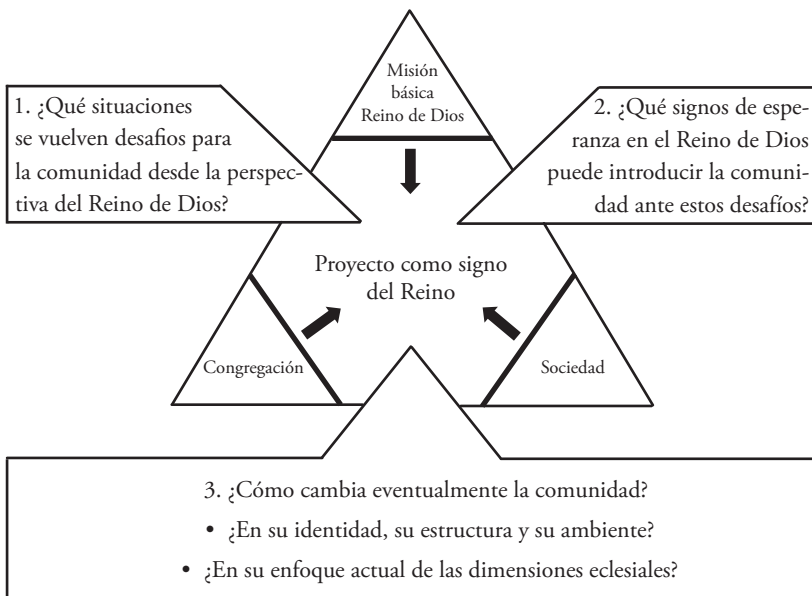 Misión
básica
Reino de Dios
1. ¿Qué situaciones
se vuelven desafios para
la comunidad desde la perspec-
tiva del Reino de Dios?
2. ¿Qué signos de espe-
ranza en el Reino de Dios
puede introducir la comuni-
dad ante estos desafíos?
Proyecto como signo
del Reino
Congregación
Sociedad
3. ¿Cómo cambia eventualmente la comunidad?
• ¿En su identidad, su estructura y su ambiente?
• ¿En su enfoque actual de las dimensiones eclesiales?